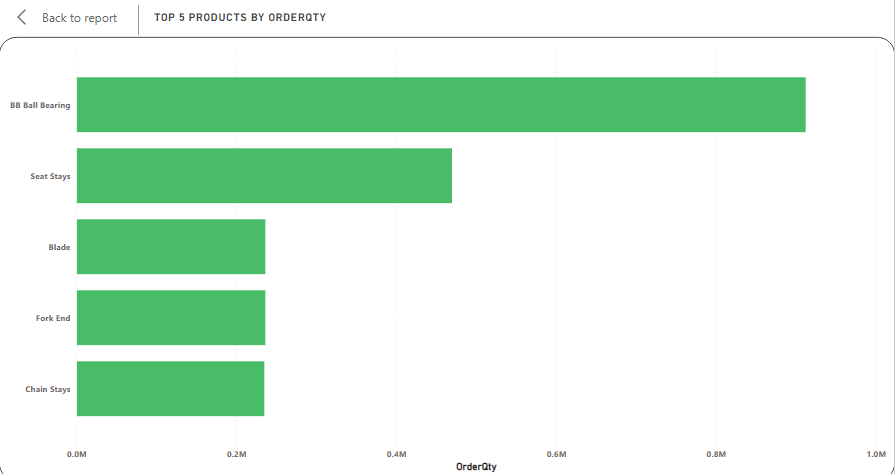 Back to report
TOP 5 PRODUCTS BY ORDERQTY
BB Ball Bearing
Seat Stays
Blade
Fork End
Chain Stays
0.0M 0.2M 0.4M 0.6M 0.8M 1.0M
OrderQty